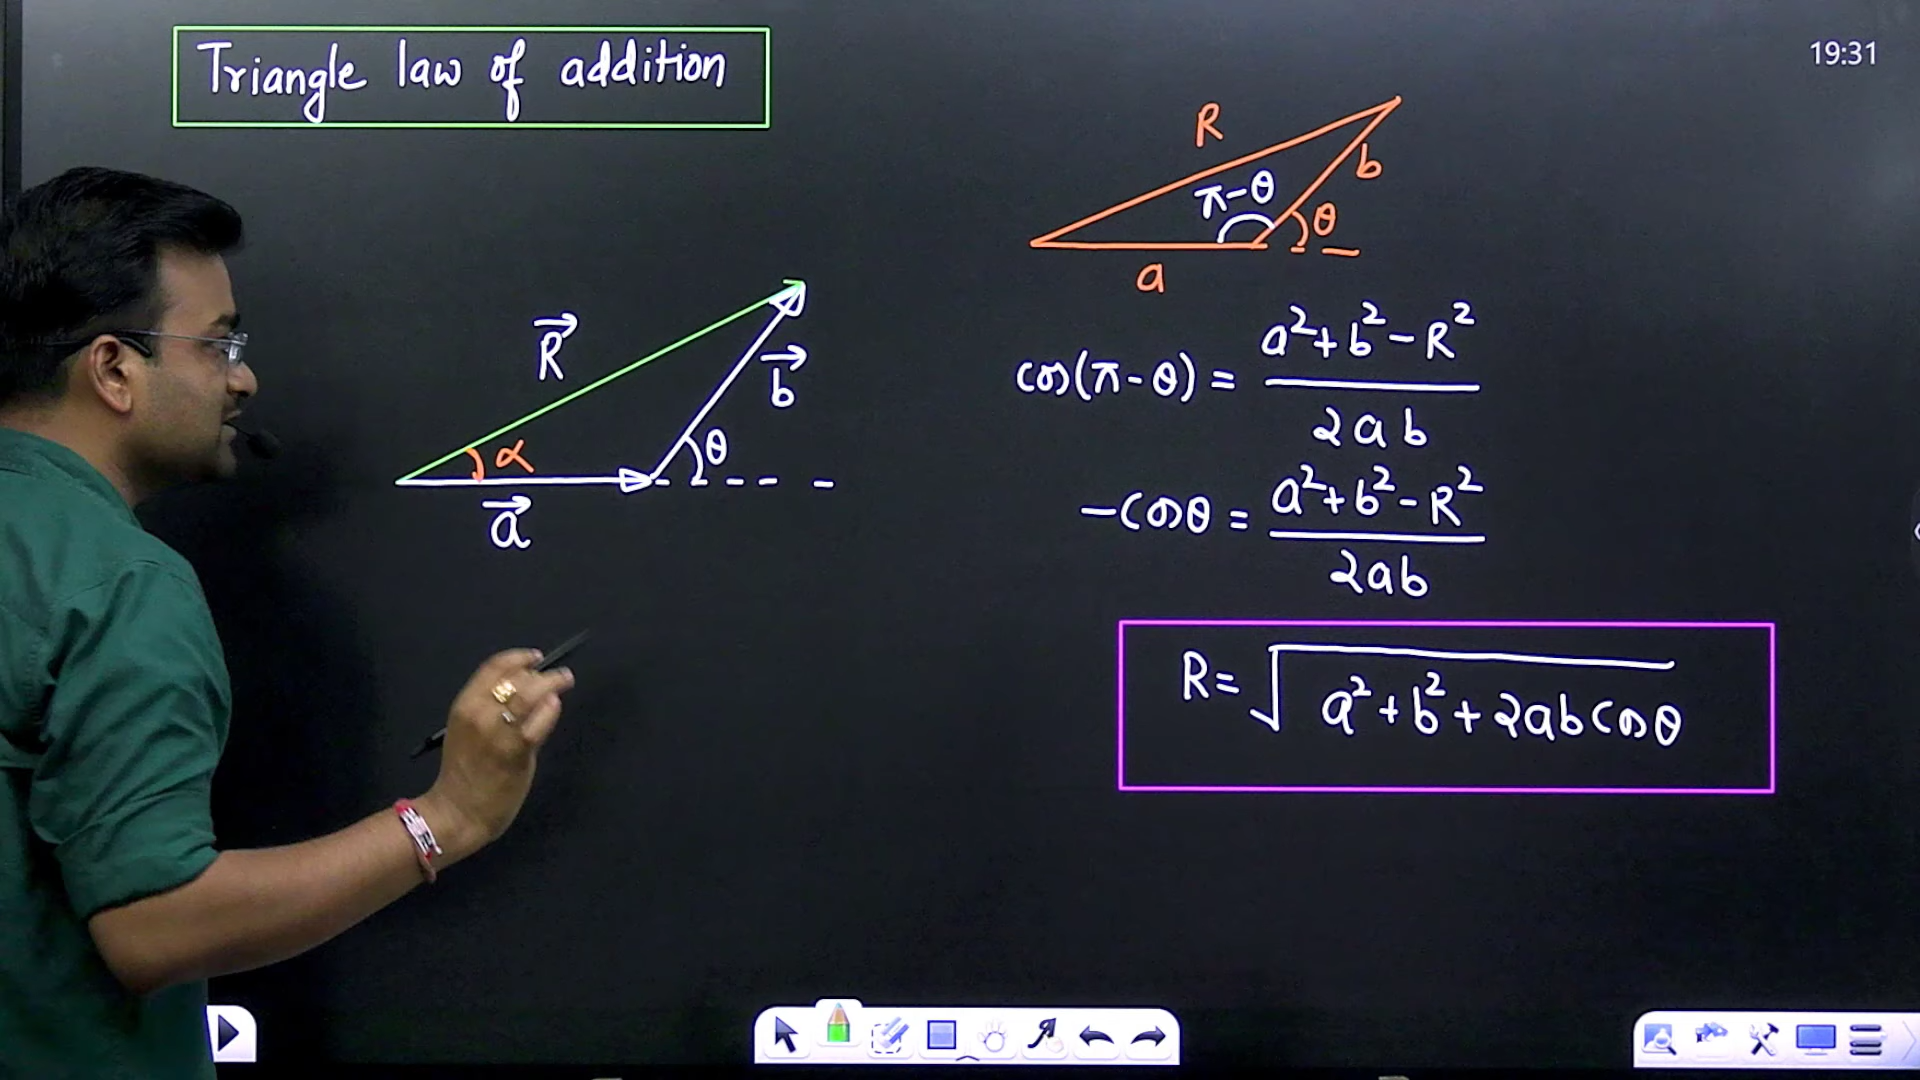 Triangle law of addition
19:31
R
b
π-θ
θ
a
R⃗
b⃗
α
θ
a⃗
cos(π-θ) = (a²+b²-R²)/(2ab)
-cosθ = (a²+b²-R²)/(2ab)
R=√(a²+b²+2abcosθ)